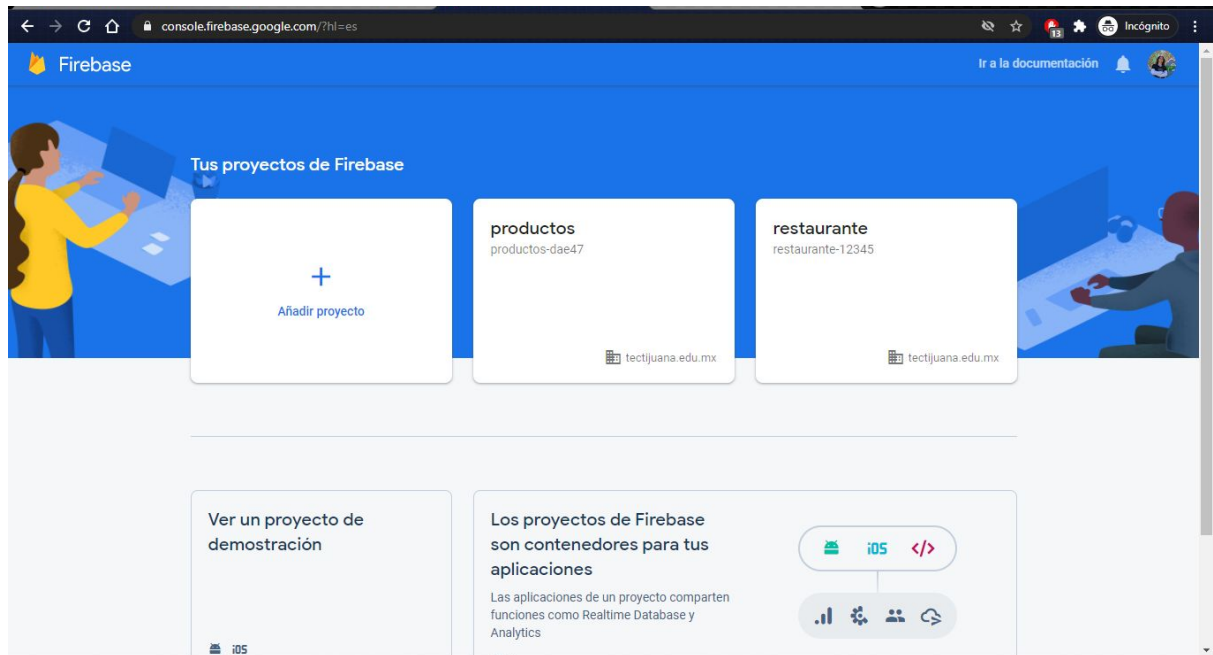 console.firebase.google.com/?hl=es
13
Incógnito
Firebase
Ir a la documentación
Tus proyectos de Firebase
+
Añadir proyecto
productos
productos-dae47
tectijuana.edu.mx
restaurante
restaurante-12345
tectijuana.edu.mx
Ver un proyecto de
demostración
iOS
Los proyectos de Firebase
son contenedores para tus
aplicaciones
Las aplicaciones de un proyecto comparten
funciones como Realtime Database y
Analytics
iOS </>